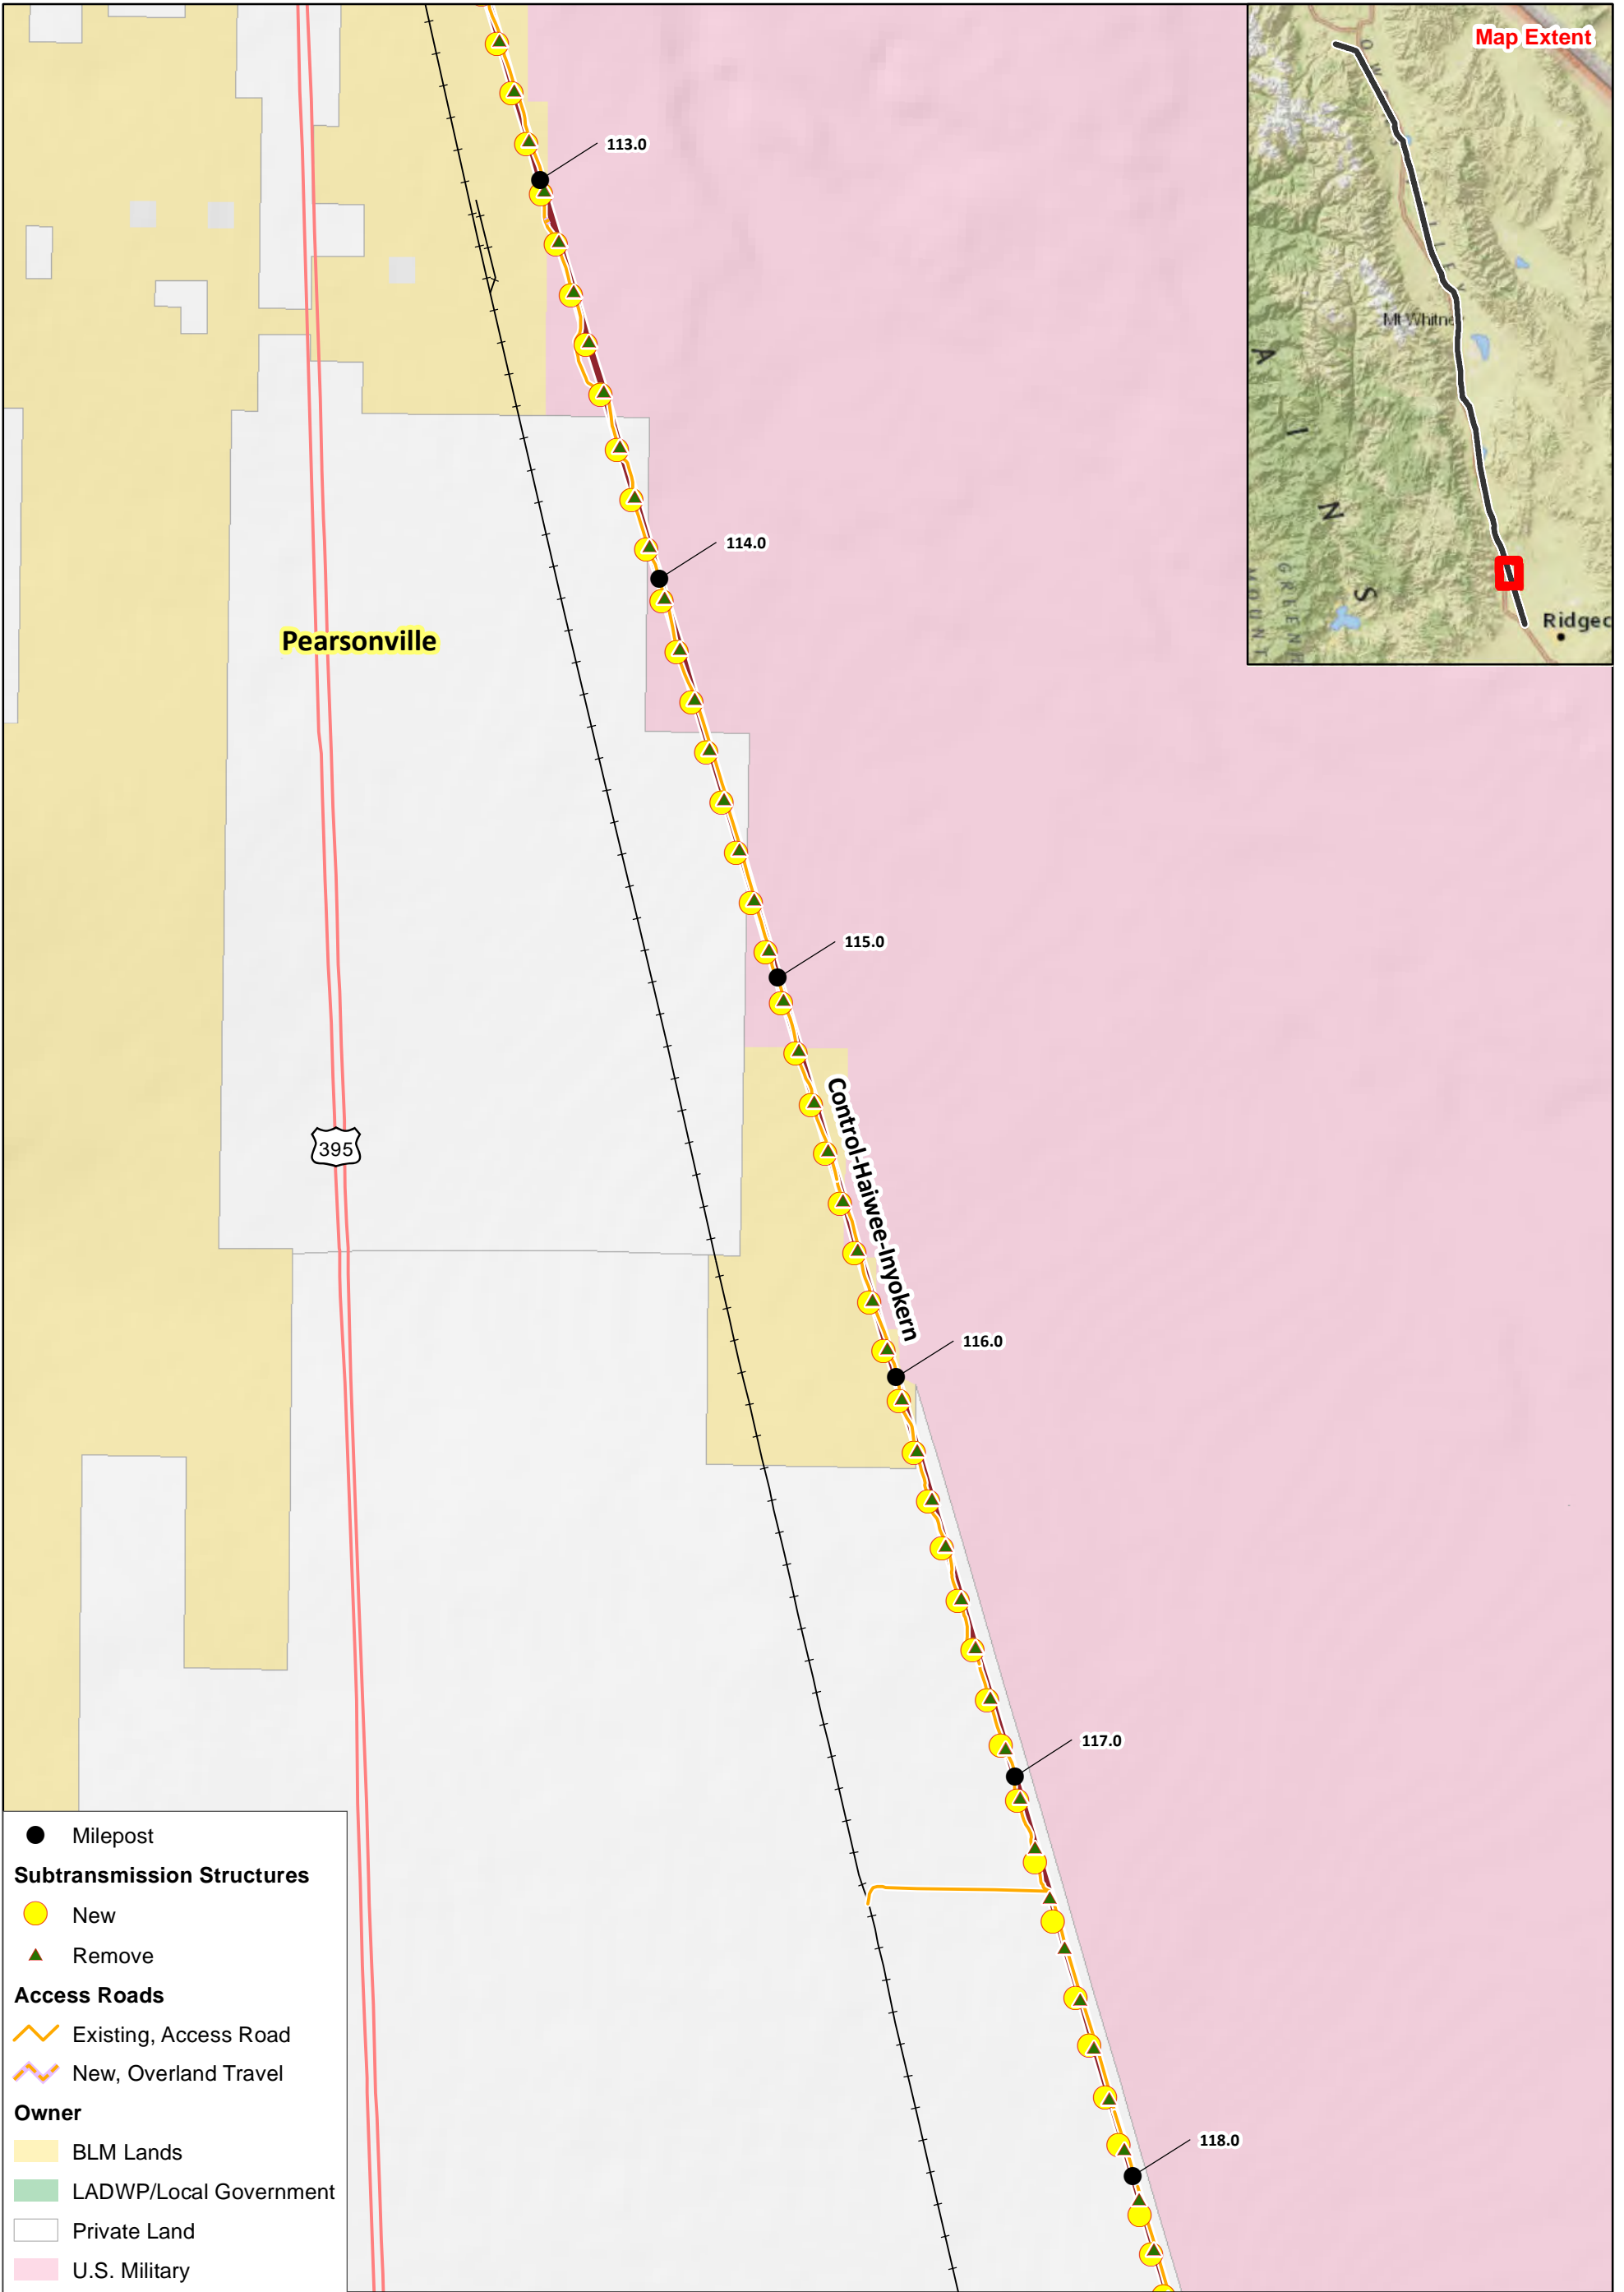 Map Extent
O
W
E
L
L
E
Y
Mt Whitne
A
I
N
S
GREENH
MOUNT
Ridgec
113.0
114.0
Pearsonville
115.0
Control-Haiwee-Inyokern
395
116.0
117.0
118.0
Milepost
Subtransmission Structures
New
Remove
Access Roads
Existing, Access Road
New, Overland Travel
Owner
BLM Lands
LADWP/Local Government
Private Land
U.S. Military